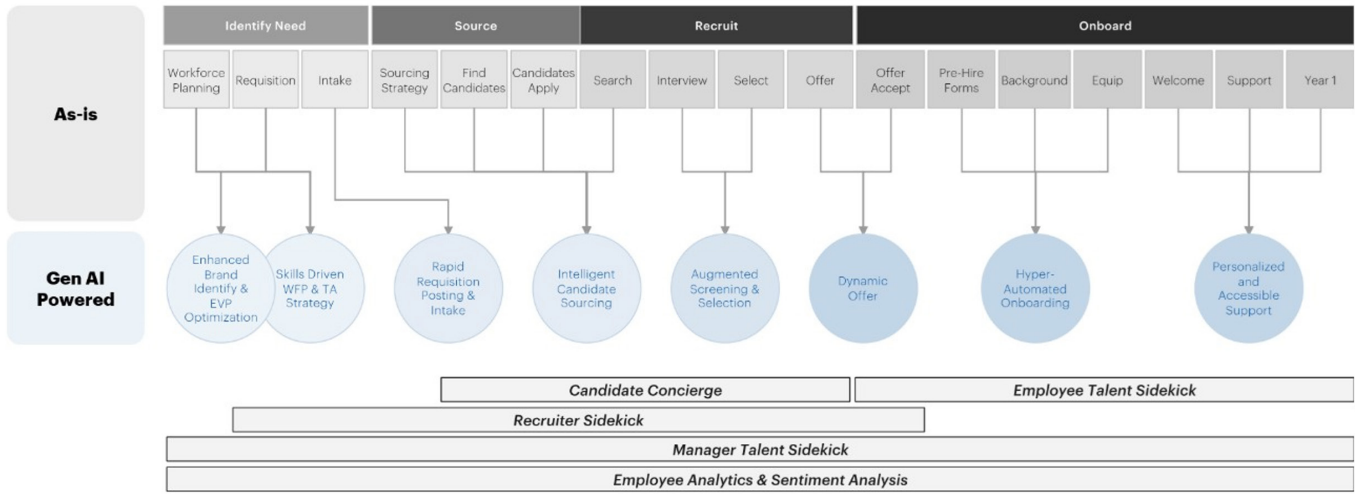 Identify Need
Source
Recruit
Onboard
As-is
Workforce
Planning
Requisition
Intake
Sourcing
Strategy
Find
Candidates
Candidates
Apply
Search
Interview
Select
Offer
Offer
Accept
Pre-Hire
Forms
Background
Equip
Welcome
Support
Year 1
Gen AI
Powered
Enhanced
Brand
Identify &
EVP
Optimization
Skills Driven
WFP & TA
Strategy
Rapid
Requisition
Posting &
Intake
Intelligent
Candidate
Sourcing
Augmented
Screening &
Selection
Dynamic
Offer
Hyper-
Automated
Onboarding
Personalized
and
Accessible
Support
Candidate Concierge
Employee Talent Sidekick
Recruiter Sidekick
Manager Talent Sidekick
Employee Analytics & Sentiment Analysis